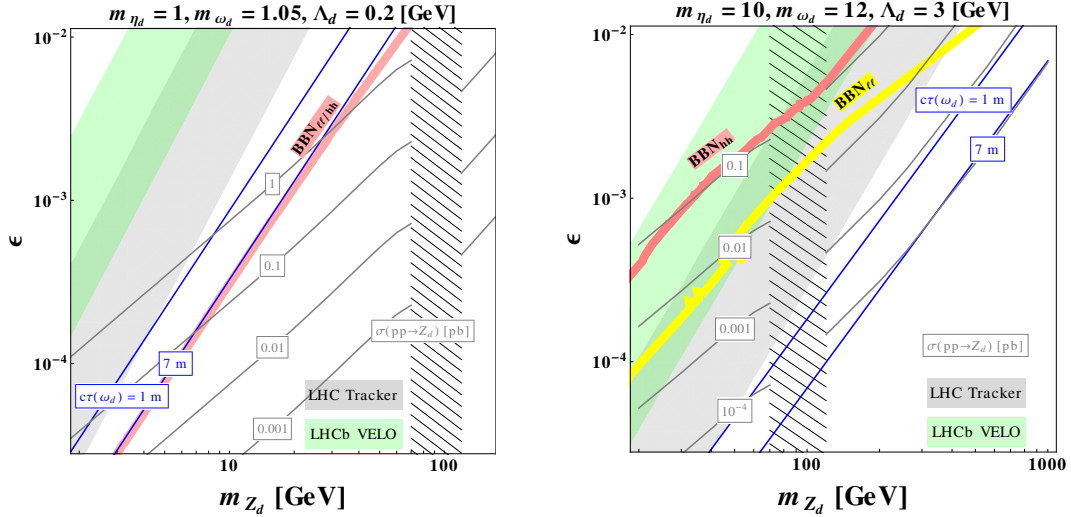 m_{η_d} = 1, m_{ω_d} = 1.05, Λ_d = 0.2 [GeV]
10^{-2}
10^{-3}
10^{-4}
ϵ
BBN_{ℓℓ/hh}
1
0.1
0.01
0.001
σ(pp→Z_d) [pb]
7 m
cτ(ω_d) = 1 m
LHC Tracker
LHCb VELO
10
100
m_{Z_d} [GeV]
m_{η_d} = 10, m_{ω_d} = 12, Λ_d = 3 [GeV]
10^{-2}
10^{-3}
10^{-4}
ϵ
BBN_{hh}
BBN_{ℓℓ}
cτ(ω_d) = 1 m
7 m
0.1
0.01
0.001
10^{-4}
σ(pp→Z_d) [pb]
LHC Tracker
LHCb VELO
100
1000
m_{Z_d} [GeV]